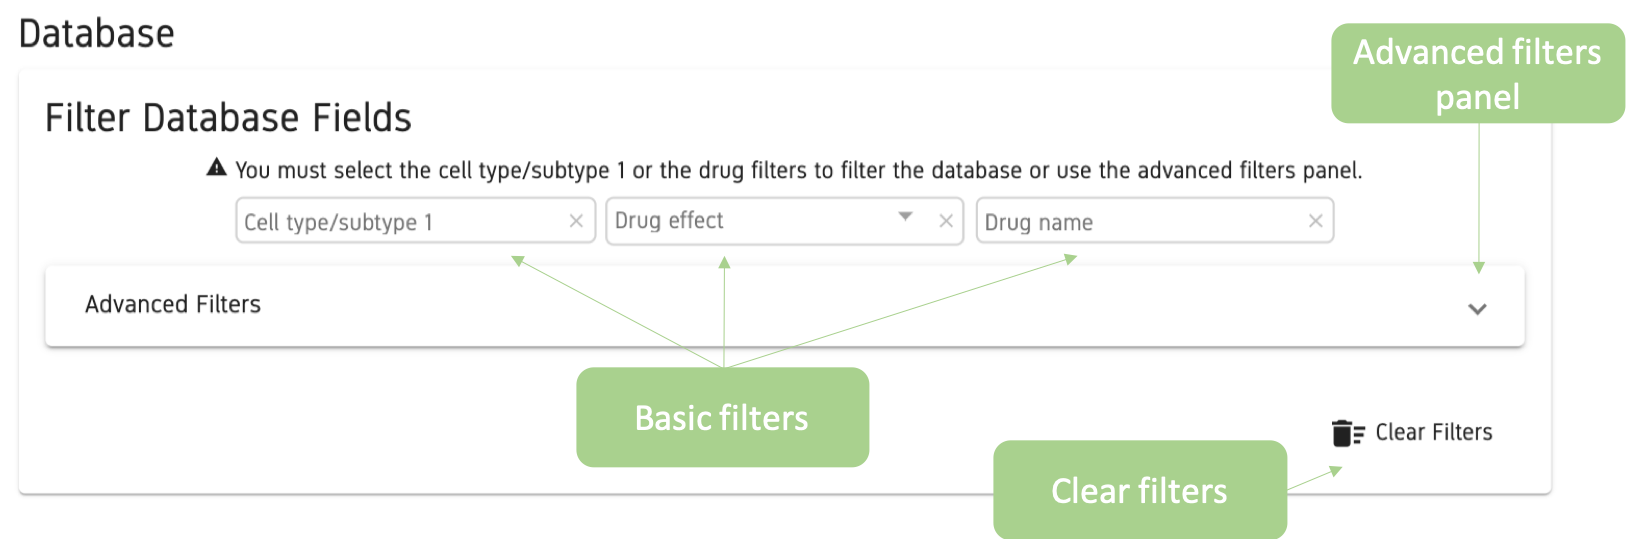 Database
Advanced filters
panel
Filter Database Fields
You must select the cell type/subtype 1 or the drug filters to filter the database or use the advanced filters panel.
Cell type/subtype 1
Drug effect
Drug name
Advanced Filters
Basic filters
Clear Filters
Clear filters